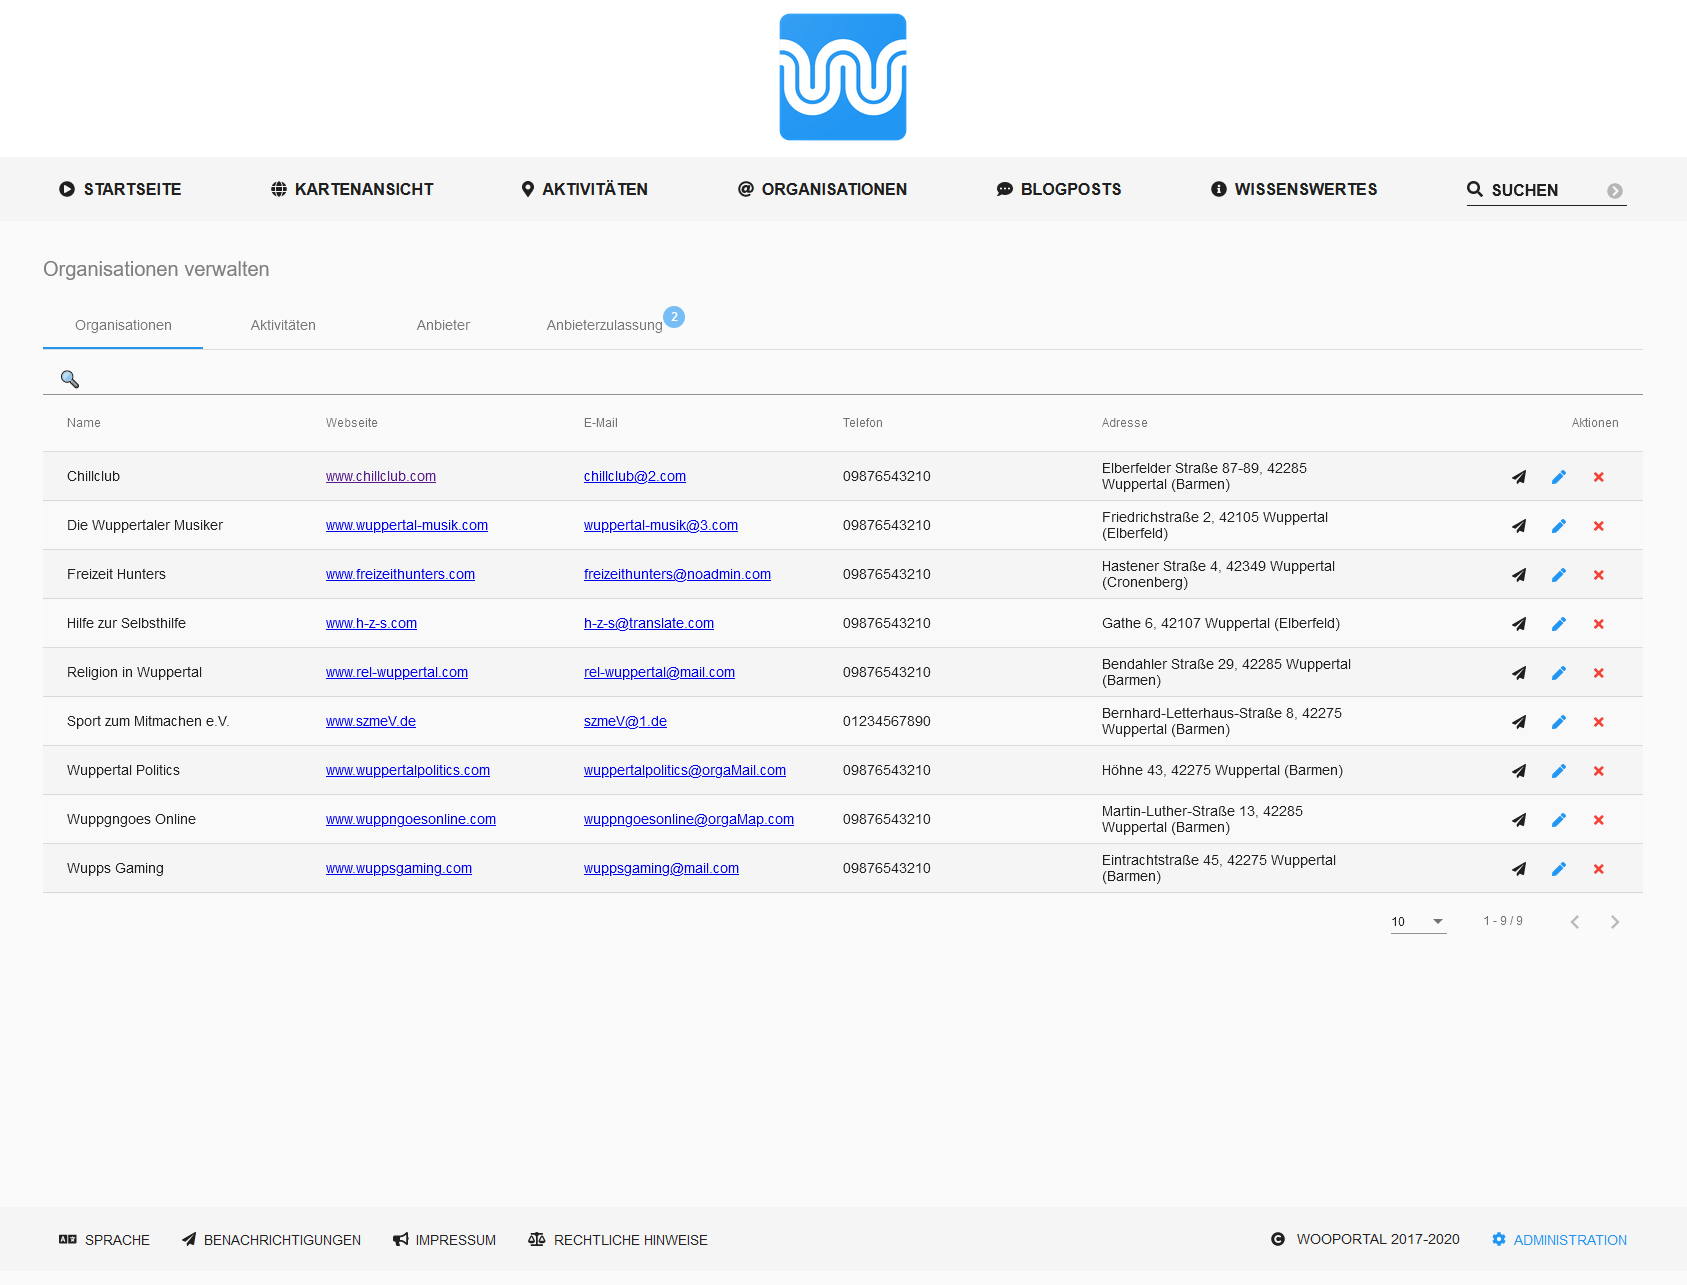 STARTSEITE KARTENANSICHT AKTIVITÄTEN ORGANISATIONEN BLOGPOSTS WISSENSWERTES SUCHEN
Organisationen verwalten
Organisationen Aktivitäten Anbieter Anbieterzulassung 2
Name Webseite E-Mail Telefon Adresse Aktionen
Chillclub www.chillclub.com chillclub@2.com 09876543210 Elberfelder Straße 87-89, 42285
Wuppertal (Barmen)
Die Wuppertaler Musiker www.wuppertal-musik.com wuppertal-musik@3.com 09876543210 Friedrichstraße 2, 42105 Wuppertal
(Elberfeld)
Freizeit Hunters www.freizeithunters.com freizeithunters@noadmin.com 09876543210 Hastener Straße 4, 42349 Wuppertal
(Cronenberg)
Hilfe zur Selbsthilfe www.h-z-s.com h-z-s@translate.com 09876543210 Gathe 6, 42107 Wuppertal (Elberfeld)
Religion in Wuppertal www.rel-wuppertal.com rel-wuppertal@mail.com 09876543210 Bendahler Straße 29, 42285 Wuppertal
(Barmen)
Sport zum Mitmachen e.V. www.szmeV.de szmeV@1.de 01234567890 Bernhard-Letterhaus-Straße 8, 42275
Wuppertal (Barmen)
Wuppertal Politics www.wuppertalpolitics.com wuppertalpolitics@orgaMail.com 09876543210 Höhne 43, 42275 Wuppertal (Barmen)
Wuppgngoes Online www.wuppngoesonline.com wuppngoesonline@orgaMap.com 09876543210 Martin-Luther-Straße 13, 42285
Wuppertal (Barmen)
Wupps Gaming www.wuppsgaming.com wuppsgaming@mail.com 09876543210 Eintrachtstraße 45, 42275 Wuppertal
(Barmen)
10 1 - 9 / 9
SPRACHE BENACHRICHTIGUNGEN IMPRESSUM RECHTLICHE HINWEISE WOOPORTAL 2017-2020 ADMINISTRATION